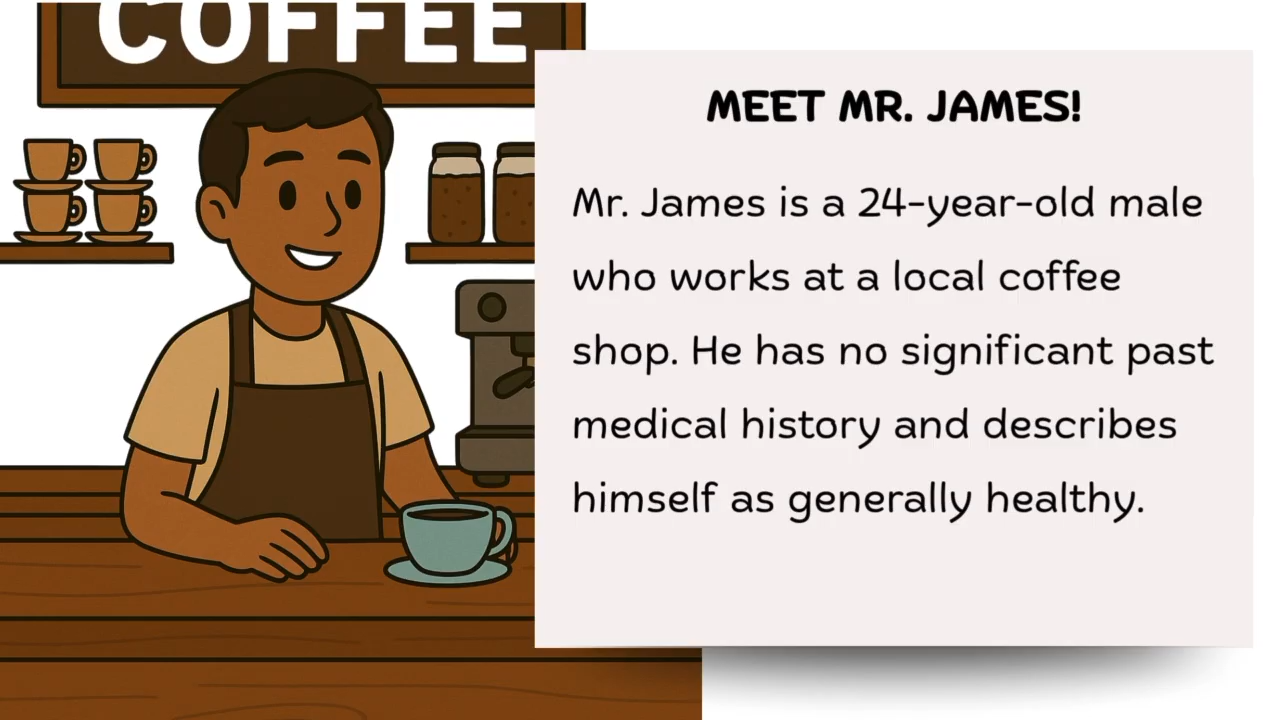 COFFEE
MEET MR. JAMES!
Mr. James is a 24-year-old male
who works at a local coffee
shop. He has no significant past
medical history and describes
himself as generally healthy.